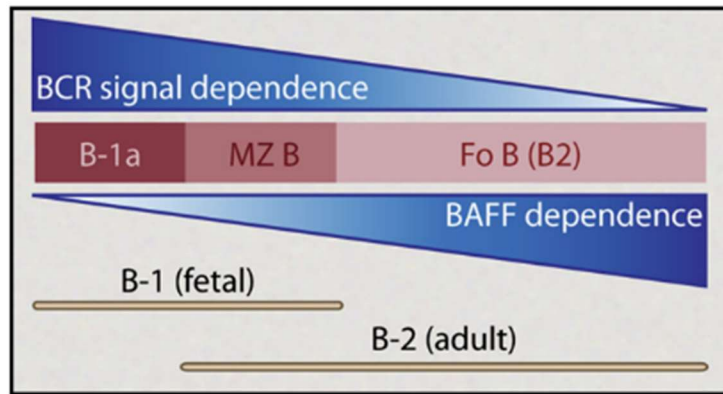 BCR signal dependence
B-1a MZ B Fo B (B2)
BAFF dependence
B-1 (fetal)
B-2 (adult)